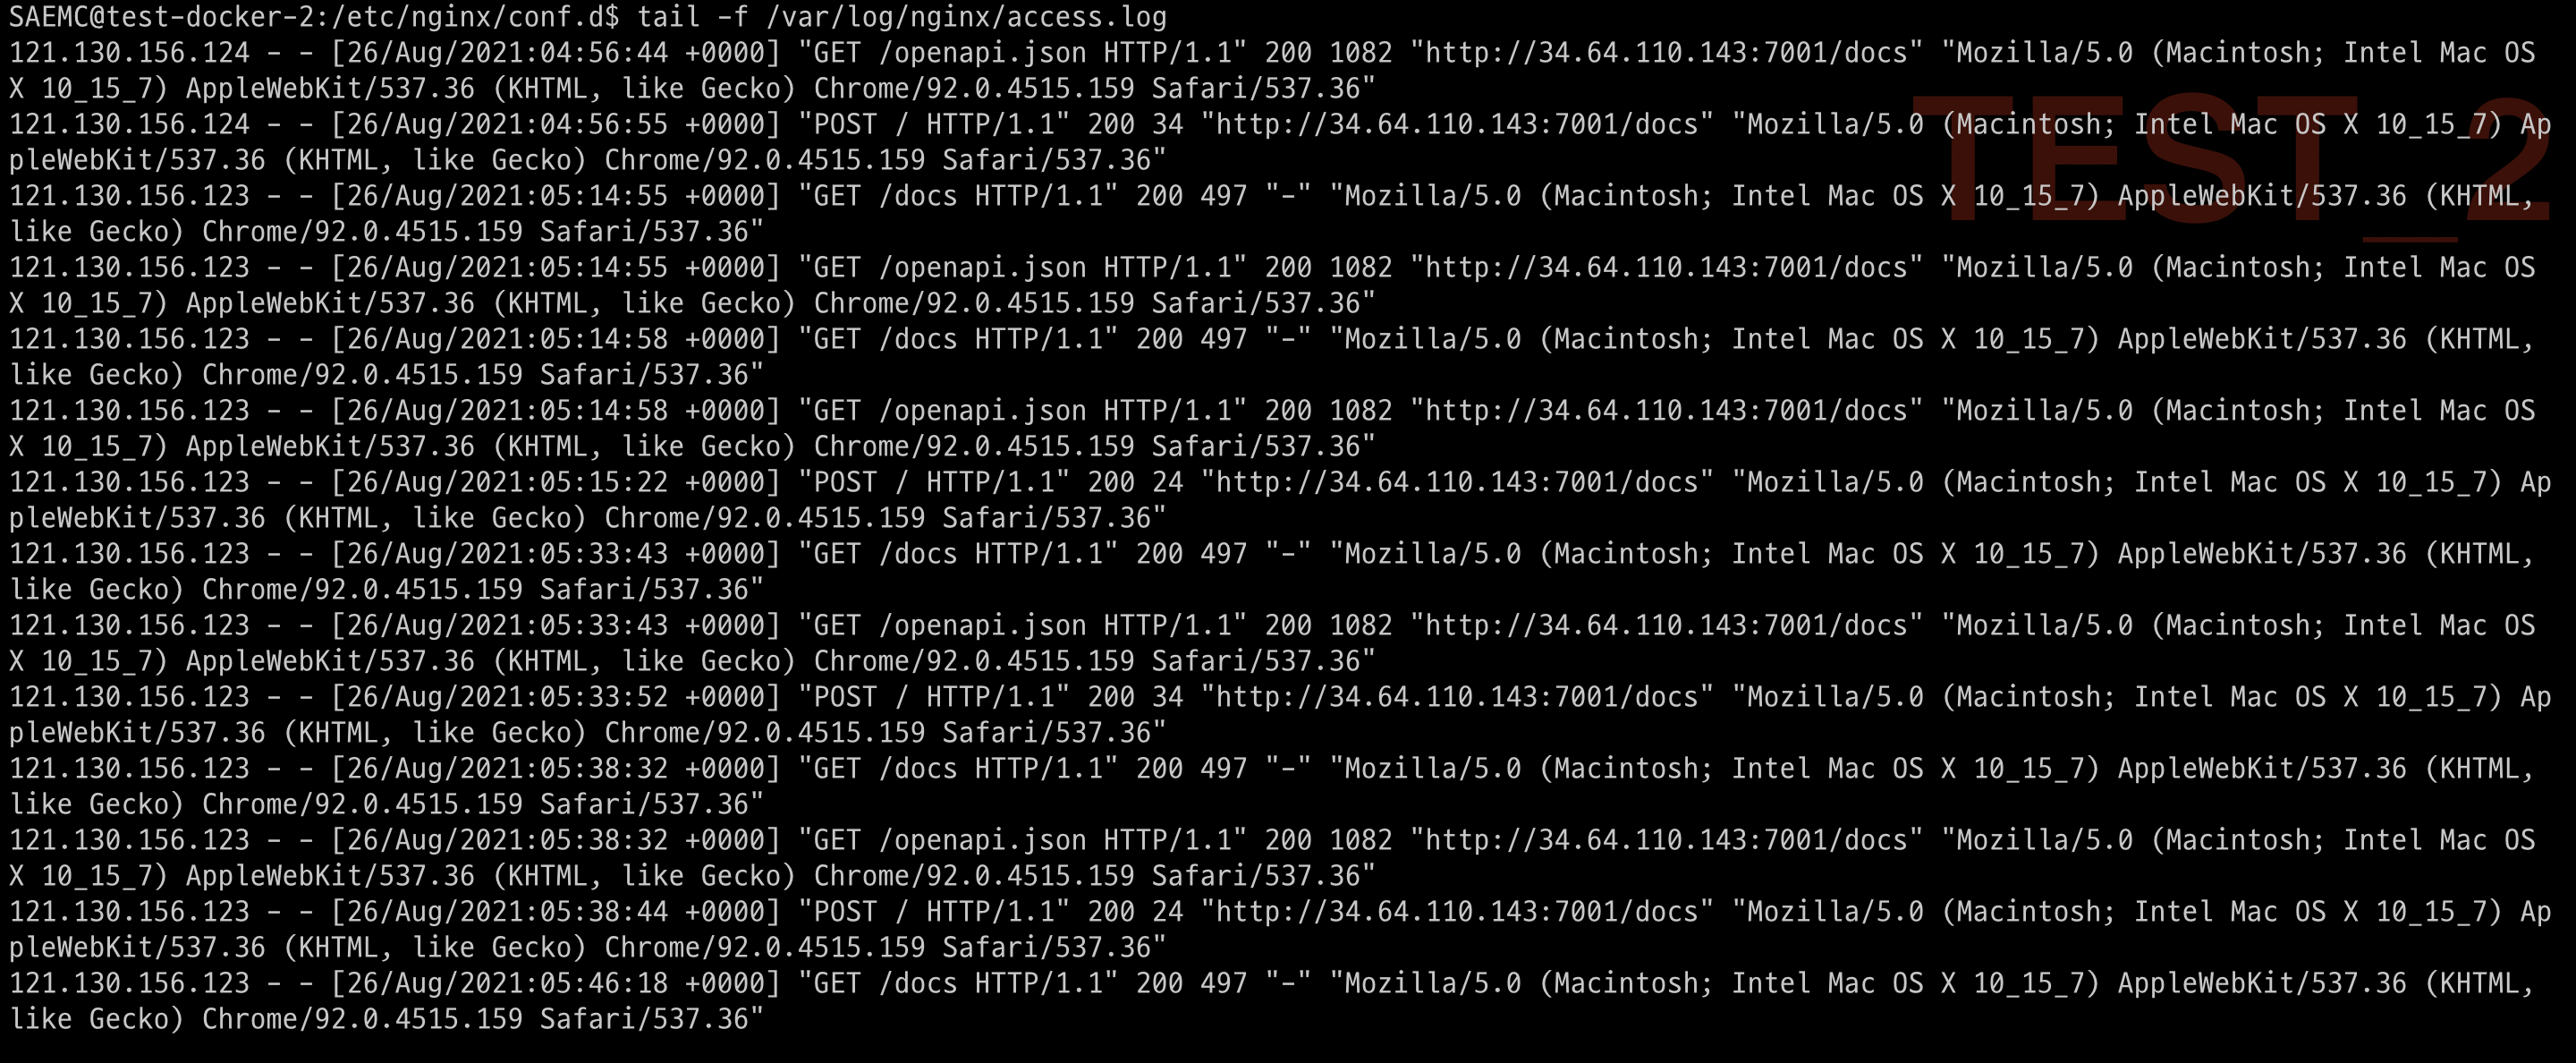 SAEMC@test-docker-2:/etc/nginx/conf.d$ tail -f /var/log/nginx/access.log
121.130.156.124 - - [26/Aug/2021:04:56:44 +0000] "GET /openapi.json HTTP/1.1" 200 1082 "http://34.64.110.143:7001/docs" "Mozilla/5.0 (Macintosh; Intel Mac OS
X 10_15_7) AppleWebKit/537.36 (KHTML, like Gecko) Chrome/92.0.4515.159 Safari/537.36"
121.130.156.124 - - [26/Aug/2021:04:56:55 +0000] "POST / HTTP/1.1" 200 34 "http://34.64.110.143:7001/docs" "Mozilla/5.0 (Macintosh; Intel Mac OS X 10_15_7) Ap
pleWebKit/537.36 (KHTML, like Gecko) Chrome/92.0.4515.159 Safari/537.36"
TEST_2
121.130.156.123 - - [26/Aug/2021:05:14:55 +0000] "GET /docs HTTP/1.1" 200 497 "-" "Mozilla/5.0 (Macintosh; Intel Mac OS X 10_15_7) AppleWebKit/537.36 (KHTML,
like Gecko) Chrome/92.0.4515.159 Safari/537.36"
121.130.156.123 - - [26/Aug/2021:05:14:55 +0000] "GET /openapi.json HTTP/1.1" 200 1082 "http://34.64.110.143:7001/docs" "Mozilla/5.0 (Macintosh; Intel Mac OS
X 10_15_7) AppleWebKit/537.36 (KHTML, like Gecko) Chrome/92.0.4515.159 Safari/537.36"
121.130.156.123 - - [26/Aug/2021:05:14:58 +0000] "GET /docs HTTP/1.1" 200 497 "-" "Mozilla/5.0 (Macintosh; Intel Mac OS X 10_15_7) AppleWebKit/537.36 (KHTML,
like Gecko) Chrome/92.0.4515.159 Safari/537.36"
121.130.156.123 - - [26/Aug/2021:05:14:58 +0000] "GET /openapi.json HTTP/1.1" 200 1082 "http://34.64.110.143:7001/docs" "Mozilla/5.0 (Macintosh; Intel Mac OS
X 10_15_7) AppleWebKit/537.36 (KHTML, like Gecko) Chrome/92.0.4515.159 Safari/537.36"
121.130.156.123 - - [26/Aug/2021:05:15:22 +0000] "POST / HTTP/1.1" 200 24 "http://34.64.110.143:7001/docs" "Mozilla/5.0 (Macintosh; Intel Mac OS X 10_15_7) Ap
pleWebKit/537.36 (KHTML, like Gecko) Chrome/92.0.4515.159 Safari/537.36"
121.130.156.123 - - [26/Aug/2021:05:33:43 +0000] "GET /docs HTTP/1.1" 200 497 "-" "Mozilla/5.0 (Macintosh; Intel Mac OS X 10_15_7) AppleWebKit/537.36 (KHTML,
like Gecko) Chrome/92.0.4515.159 Safari/537.36"
121.130.156.123 - - [26/Aug/2021:05:33:43 +0000] "GET /openapi.json HTTP/1.1" 200 1082 "http://34.64.110.143:7001/docs" "Mozilla/5.0 (Macintosh; Intel Mac OS
X 10_15_7) AppleWebKit/537.36 (KHTML, like Gecko) Chrome/92.0.4515.159 Safari/537.36"
121.130.156.123 - - [26/Aug/2021:05:33:52 +0000] "POST / HTTP/1.1" 200 34 "http://34.64.110.143:7001/docs" "Mozilla/5.0 (Macintosh; Intel Mac OS X 10_15_7) Ap
pleWebKit/537.36 (KHTML, like Gecko) Chrome/92.0.4515.159 Safari/537.36"
121.130.156.123 - - [26/Aug/2021:05:38:32 +0000] "GET /docs HTTP/1.1" 200 497 "-" "Mozilla/5.0 (Macintosh; Intel Mac OS X 10_15_7) AppleWebKit/537.36 (KHTML,
like Gecko) Chrome/92.0.4515.159 Safari/537.36"
121.130.156.123 - - [26/Aug/2021:05:38:32 +0000] "GET /openapi.json HTTP/1.1" 200 1082 "http://34.64.110.143:7001/docs" "Mozilla/5.0 (Macintosh; Intel Mac OS
X 10_15_7) AppleWebKit/537.36 (KHTML, like Gecko) Chrome/92.0.4515.159 Safari/537.36"
121.130.156.123 - - [26/Aug/2021:05:38:44 +0000] "POST / HTTP/1.1" 200 24 "http://34.64.110.143:7001/docs" "Mozilla/5.0 (Macintosh; Intel Mac OS X 10_15_7) Ap
pleWebKit/537.36 (KHTML, like Gecko) Chrome/92.0.4515.159 Safari/537.36"
121.130.156.123 - - [26/Aug/2021:05:46:18 +0000] "GET /docs HTTP/1.1" 200 497 "-" "Mozilla/5.0 (Macintosh; Intel Mac OS X 10_15_7) AppleWebKit/537.36 (KHTML,
like Gecko) Chrome/92.0.4515.159 Safari/537.36"